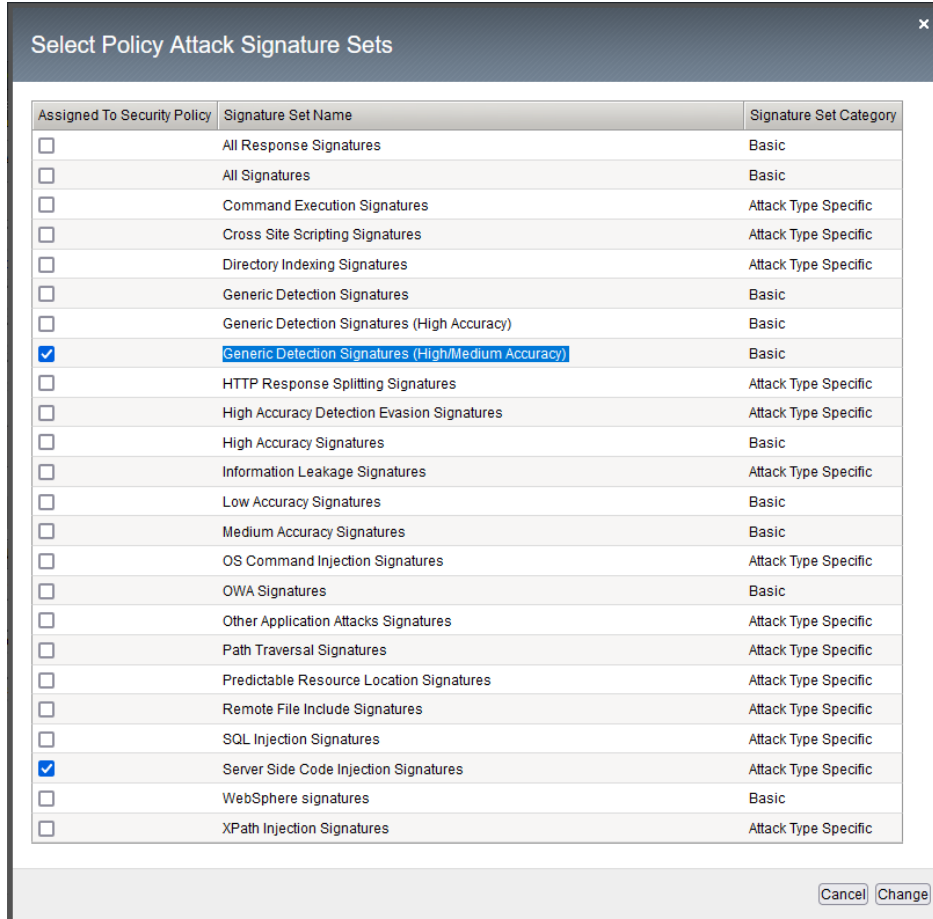 Select Policy Attack Signature Sets
×
Assigned To Security Policy Signature Set Name Signature Set Category
All Response Signatures Basic
All Signatures Basic
Command Execution Signatures Attack Type Specific
Cross Site Scripting Signatures Attack Type Specific
Directory Indexing Signatures Attack Type Specific
Generic Detection Signatures Basic
Generic Detection Signatures (High Accuracy) Basic
Generic Detection Signatures (High/Medium Accuracy) Basic
HTTP Response Splitting Signatures Attack Type Specific
High Accuracy Detection Evasion Signatures Attack Type Specific
High Accuracy Signatures Basic
Information Leakage Signatures Attack Type Specific
Low Accuracy Signatures Basic
Medium Accuracy Signatures Basic
OS Command Injection Signatures Attack Type Specific
OWA Signatures Basic
Other Application Attacks Signatures Attack Type Specific
Path Traversal Signatures Attack Type Specific
Predictable Resource Location Signatures Attack Type Specific
Remote File Include Signatures Attack Type Specific
SQL Injection Signatures Attack Type Specific
Server Side Code Injection Signatures Attack Type Specific
WebSphere signatures Basic
XPath Injection Signatures Attack Type Specific
Cancel Change